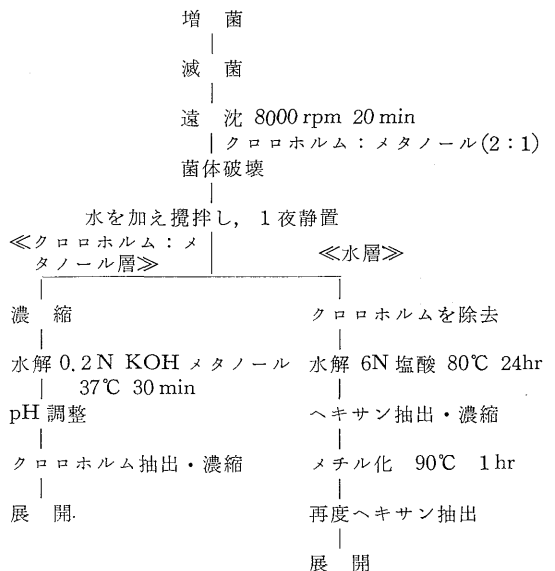 増 菌
滅 菌
遠 沈 8000 rpm 20 min
クロロホルム：メタノール(2：1)
菌体破壊
水を加え攪拌し，1夜静置
≪クロロホルム：メ
タノール層≫
濃 縮
水解 0.2N KOH メタノール
37℃ 30 min
pH調整
クロロホルム抽出・濃縮
展 開.
≪水層≫
クロロホルムを除去
水解 6N 塩酸 80℃ 24hr
ヘキサン抽出・濃縮
メチル化 90℃ 1hr
再度ヘキサン抽出
展 開